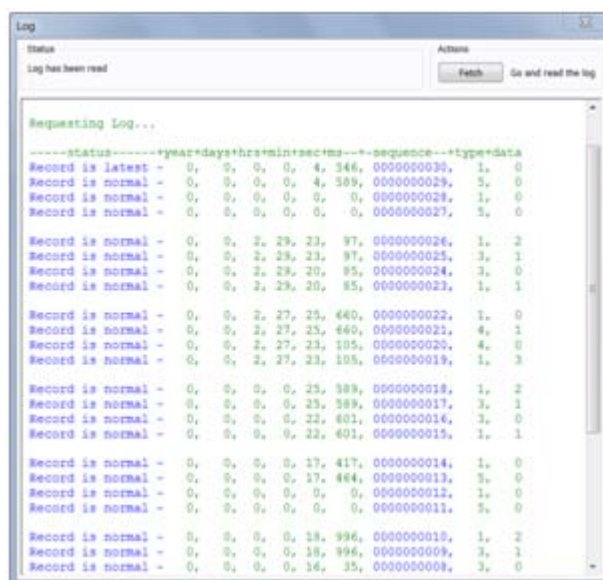 Log
Status
Log has been read
Actions
Fetch Go and read the log
Requesting Log...
-----status------+year+days+hrs+min+sec+ms--+-sequence--+type+data
Record is latest - 0, 0, 0, 0, 4, 546, 0000000030, 1, 0
Record is normal - 0, 0, 0, 0, 4, 589, 0000000029, 5, 0
Record is normal - 0, 0, 0, 0, 0, 0, 0000000028, 1, 0
Record is normal - 0, 0, 0, 0, 0, 0, 0000000027, 5, 0
Record is normal - 0, 0, 2, 29, 23, 97, 0000000026, 1, 2
Record is normal - 0, 0, 2, 29, 23, 97, 0000000025, 3, 1
Record is normal - 0, 0, 2, 29, 20, 85, 0000000024, 3, 0
Record is normal - 0, 0, 2, 29, 20, 85, 0000000023, 1, 1
Record is normal - 0, 0, 2, 27, 25, 660, 0000000022, 1, 0
Record is normal - 0, 0, 2, 27, 25, 660, 0000000021, 4, 1
Record is normal - 0, 0, 2, 27, 23, 105, 0000000020, 4, 0
Record is normal - 0, 0, 2, 27, 23, 105, 0000000019, 1, 3
Record is normal - 0, 0, 0, 0, 25, 589, 0000000018, 1, 2
Record is normal - 0, 0, 0, 0, 25, 589, 0000000017, 3, 1
Record is normal - 0, 0, 0, 0, 22, 601, 0000000016, 3, 0
Record is normal - 0, 0, 0, 0, 22, 601, 0000000015, 1, 1
Record is normal - 0, 0, 0, 0, 17, 417, 0000000014, 1, 0
Record is normal - 0, 0, 0, 0, 17, 464, 0000000013, 5, 0
Record is normal - 0, 0, 0, 0, 0, 0, 0000000012, 1, 0
Record is normal - 0, 0, 0, 0, 0, 0, 0000000011, 5, 0
Record is normal - 0, 0, 0, 0, 18, 996, 0000000010, 1, 2
Record is normal - 0, 0, 0, 0, 18, 996, 0000000009, 3, 1
Record is normal - 0, 0, 0, 0, 16, 35, 0000000008, 3, 0